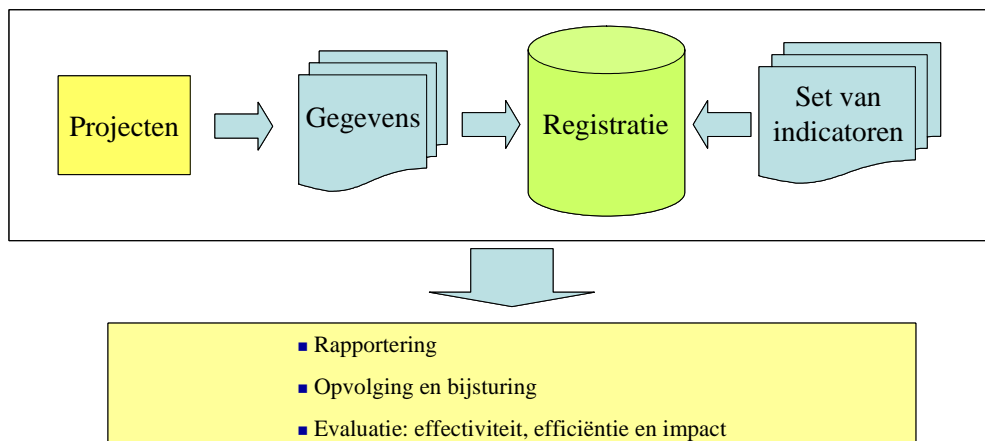 Projecten
Gegevens
Registratie
Set van
indicatoren
▪ Rapportering
▪ Opvolging en bijsturing
▪ Evaluatie: effectiviteit, efficiëntie en impact